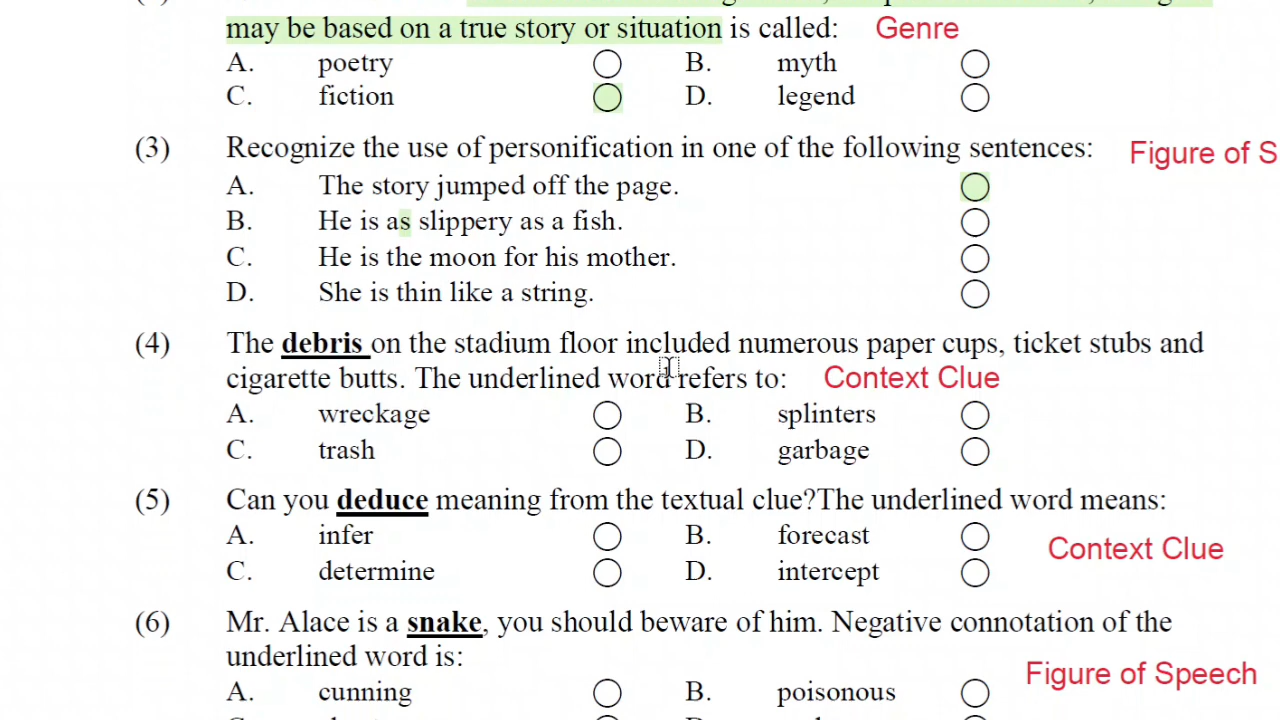 may be based on a true story or situation is called: Genre
A. poetry B. myth
C. fiction D. legend
(3) Recognize the use of personification in one of the following sentences: Figure of S
A. The story jumped off the page.
B. He is as slippery as a fish.
C. He is the moon for his mother.
D. She is thin like a string.
(4) The debris on the stadium floor included numerous paper cups, ticket stubs and
cigarette butts. The underlined word refers to: Context Clue
A. wreckage B. splinters
C. trash D. garbage
(5) Can you deduce meaning from the textual clue?The underlined word means:
A. infer B. forecast
Context Clue
C. determine D. intercept
(6) Mr. Alace is a snake, you should beware of him. Negative connotation of the
underlined word is:
Figure of Speech
A. cunning B. poisonous